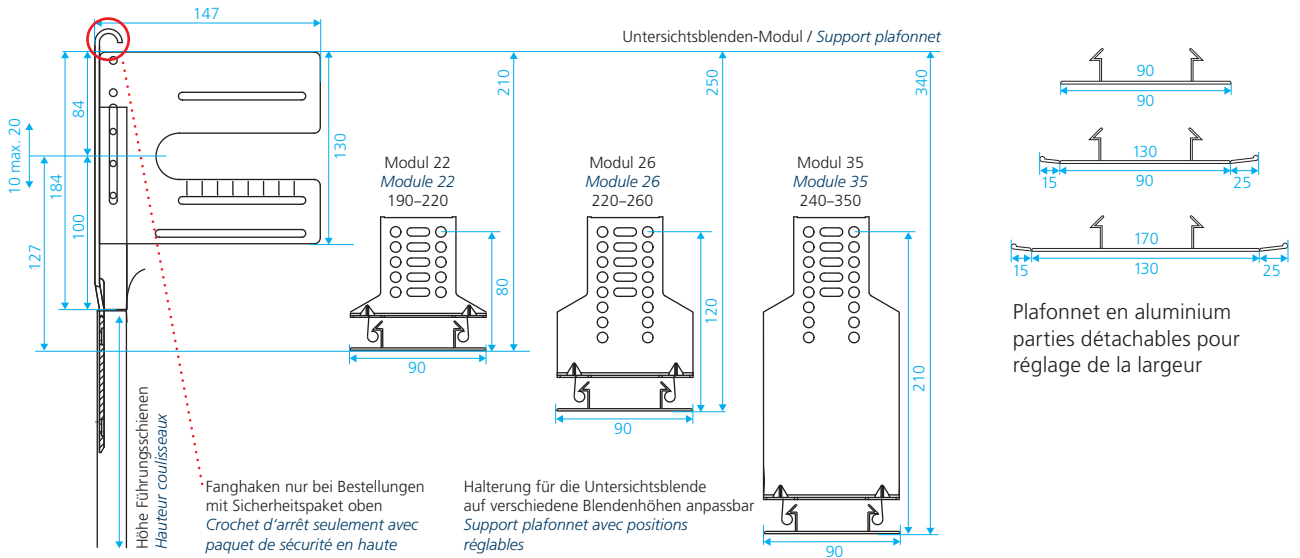 147
Untersichtsblenden-Modul / Support plafonnet
84
10 max. 20
184
100
127
130
210
250
340
Modul 22
Module 22
190–220
80
90
Modul 26
Module 26
220–260
120
90
Modul 35
Module 35
240–350
210
90
90
90
130
15
90
25
170
15
130
25
Plafonnet en aluminium
parties détachables pour
réglage de la largeur
Höhe Führungsschienen
Hauteur coulisseaux
Fanghaken nur bei Bestellungen
mit Sicherheitspaket oben
Crochet d’arrêt seulement avec
paquet de sécurité en haute
Halterung für die Untersichtsblende
auf verschiedene Blendenhöhen anpassbar
Support plafonnet avec positions
réglables